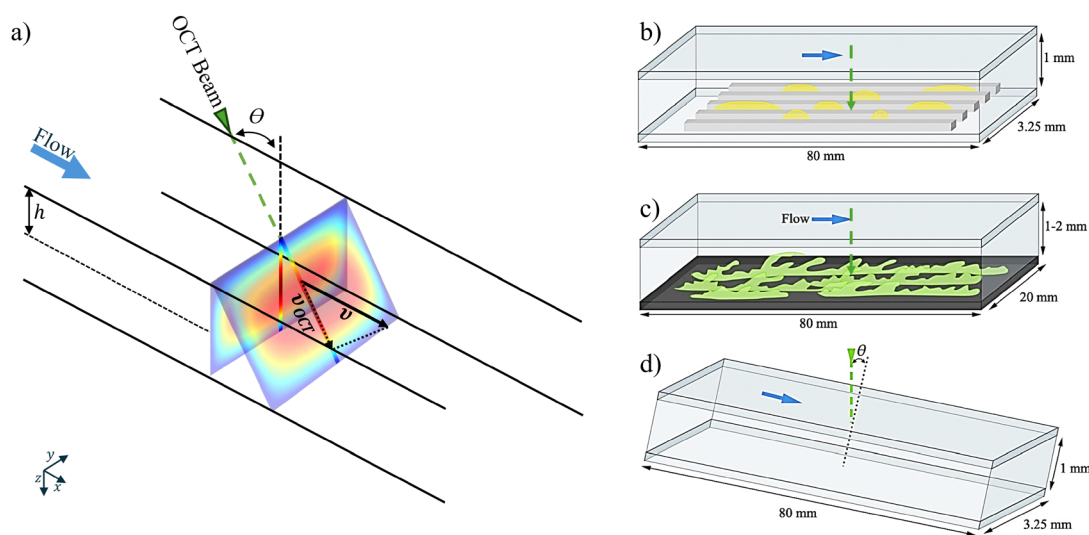 a)
OCT Beam
θ
Flow
h
v OCT
v
y
z
x
b)
1 mm
3.25 mm
80 mm
c)
Flow
1-2 mm
20 mm
80 mm
d)
θ
1 mm
80 mm
3.25 mm